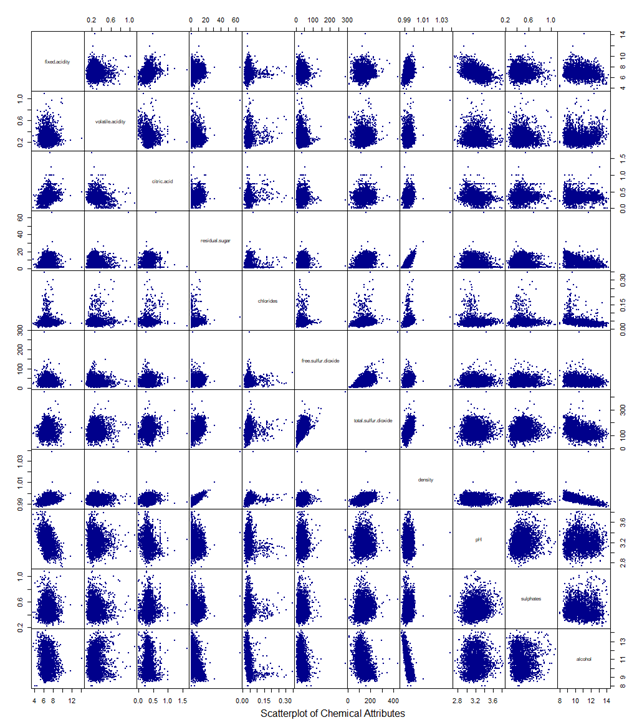 0.2 0.6 1.0
0 20 40 60
0 100 200 300
0.99 1.01 1.03
0.2 0.6 1.0
fixed.acidity
4 6 8 10 14
volatile.acidity
0.2 0.6 1.0
citric.acid
0.0 0.5 1.0 1.5
residual.sugar
0 20 40 60
chlorides
0.00 0.15 0.30
free.sulfur.dioxide
0 100 200 300
total.sulfur.dioxide
0 200 400
density
0.99 1.01 1.03
pH
2.8 3.2 3.6
sulphates
0.2 0.6 1.0
alcohol
8 9 11 13
4 6 8 12
0.0 0.5 1.0 1.5
0.00 0.15 0.30
0 200 400
2.8 3.2 3.6
8 10 12 14
Scatterplot of Chemical Attributes